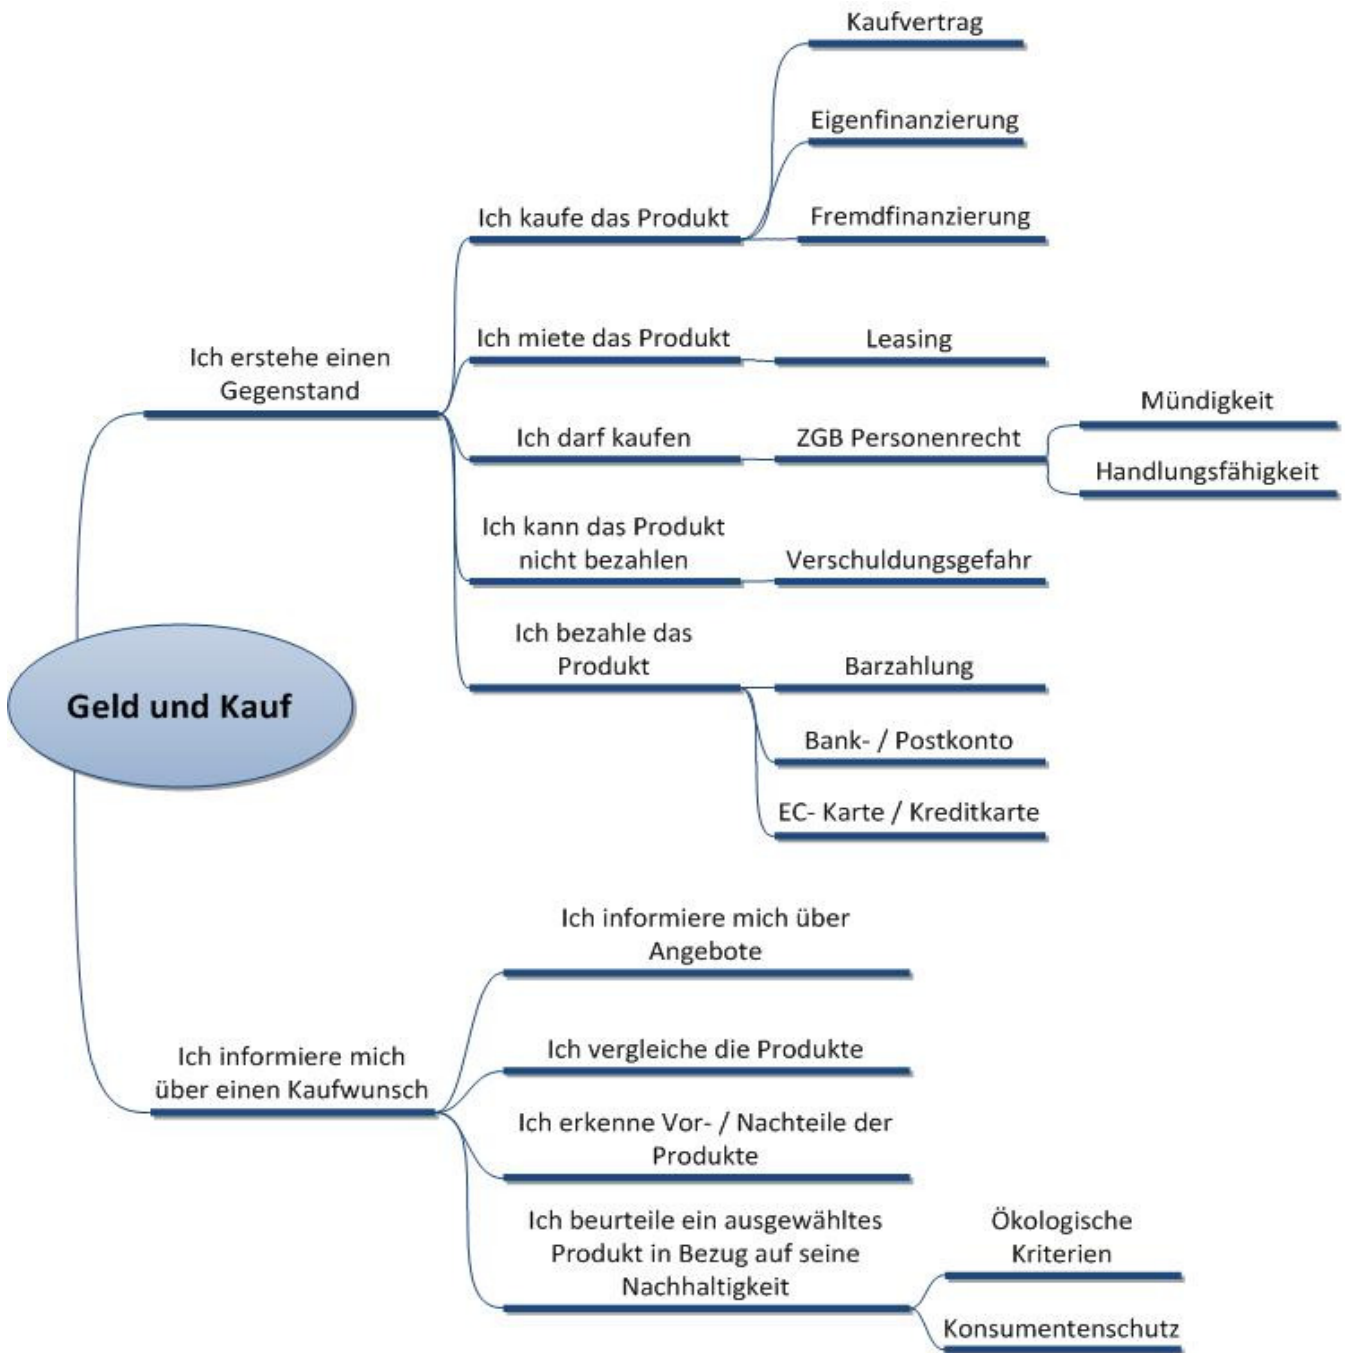 Kaufvertrag
Eigenfinanzierung
Ich kaufe das Produkt
Fremdfinanzierung
Ich miete das Produkt
Leasing
Ich erstehe einen
Gegenstand
Ich darf kaufen
ZGB Personenrecht
Mündigkeit
Handlungsfähigkeit
Ich kann das Produkt
nicht bezahlen
Verschuldungsgefahr
Ich bezahle das
Produkt
Barzahlung
Bank- / Postkonto
EC- Karte / Kreditkarte
Geld und Kauf
Ich informiere mich über
Angebote
Ich vergleiche die Produkte
Ich informiere mich
über einen Kaufwunsch
Ich erkenne Vor- / Nachteile der
Produkte
Ich beurteile ein ausgewähltes
Produkt in Bezug auf seine
Nachhaltigkeit
Ökologische
Kriterien
Konsumentenschutz